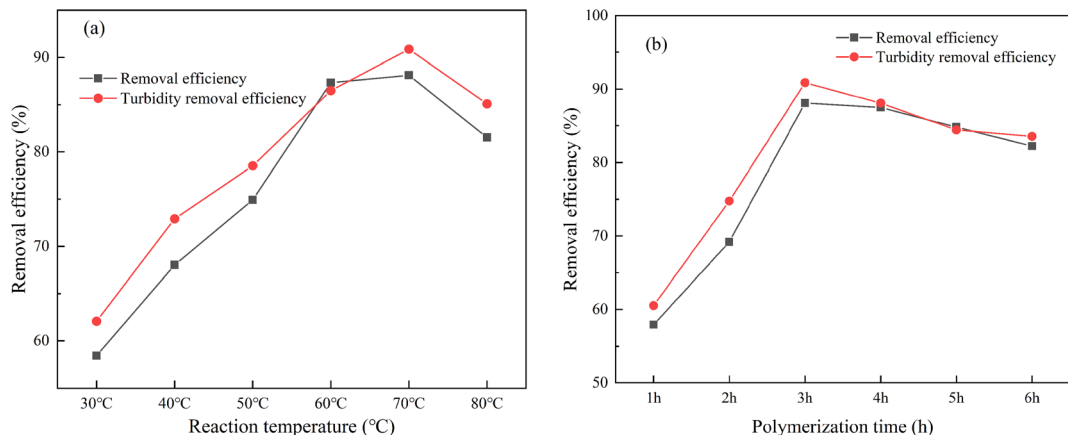 (a)
Removal efficiency
Turbidity removal efficiency
Removal efficiency (%)
90
80
70
60
30℃ 40℃ 50℃ 60℃ 70℃ 80℃
Reaction temperature (℃)
(b)
Removal efficiency
Turbidity removal efficiency
Removal efficiency (%)
100
90
80
70
60
50
1h 2h 3h 4h 5h 6h
Polymerization time (h)